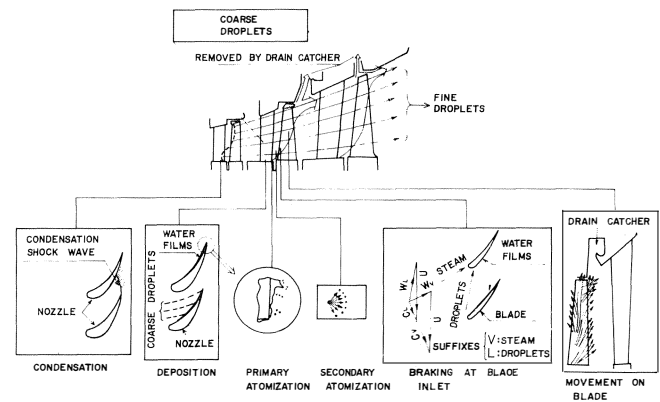 COARSE
DROPLETS
REMOVED BY DRAIN CATCHER
FINE
DROPLETS
CONDENSATION
SHOCK WAVE
NOZZLE
CONDENSATION
WATER
FILMS
COARSE DROPLETS
NOZZLE
DEPOSITION
PRIMARY
ATOMIZATION
SECONDARY
ATOMIZATION
STEAM
WATER
FILMS
DROPLETS
BLADE
U
U
SUFFIXES
V:STEAM
L:DROPLETS
BRAKING AT BLAOE
INLET
DRAIN CATCHER
MOVEMENT ON
BLADE